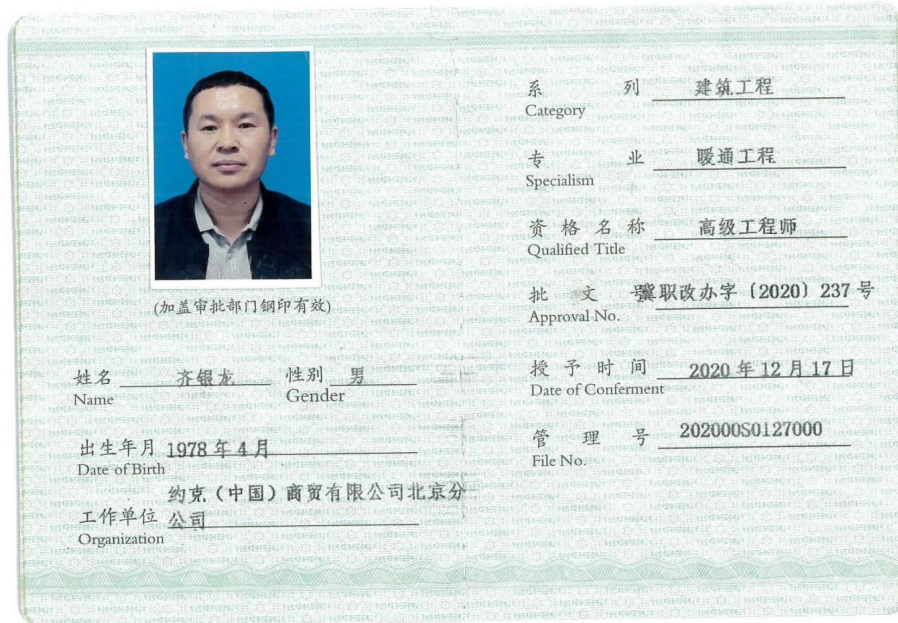 (加盖审批部门钢印有效)
姓名 齐银龙 性别 男
Name Gender
出生年月 1978年4月
Date of Birth
约克（中国）商贸有限公司北京分
工作单位 公司
Organization
系列 建筑工程
Category
专业 暖通工程
Specialism
资格名称 高级工程师
Qualified Title
批文号 冀职改办字〔2020〕237号
Approval No.
授予时间 2020年12月17日
Date of Conferment
管理号 202000S0127000
File No.